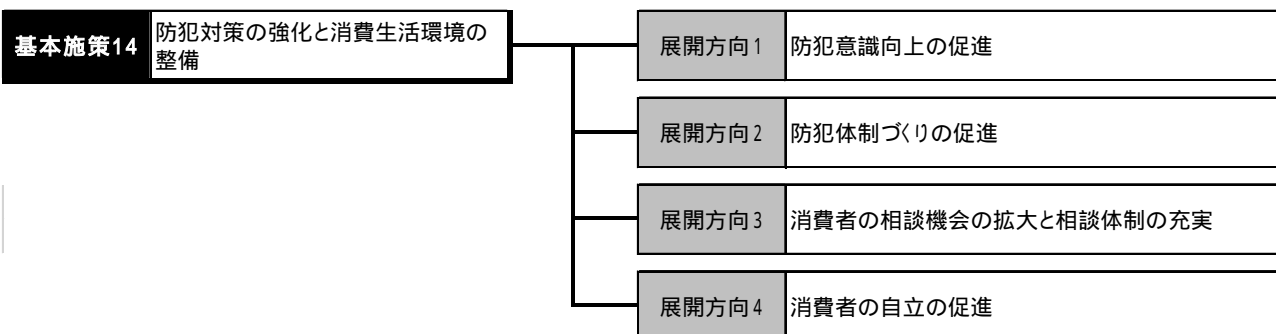 基本施策14
防犯対策の強化と消費生活環境の
整備
展開方向1
防犯意識向上の促進
展開方向2
防犯体制づくりの促進
展開方向3
消費者の相談機会の拡大と相談体制の充実
展開方向4
消費者の自立の促進